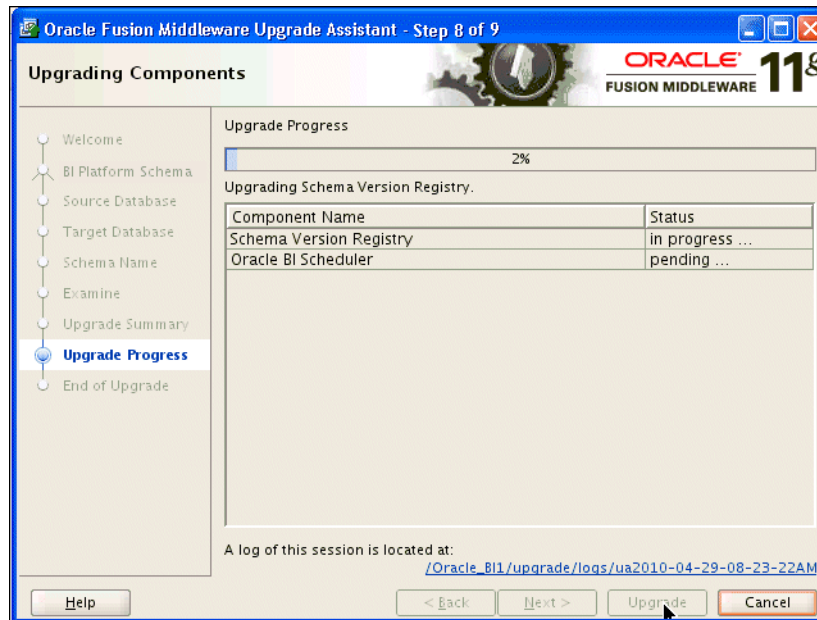 Oracle Fusion Middleware Upgrade Assistant - Step 8 of 9
Upgrading Components
ORACLE
FUSION MIDDLEWARE 11g
Welcome
BI Platform Schema
Source Database
Target Database
Schema Name
Examine
Upgrade Summary
Upgrade Progress
End of Upgrade
Upgrade Progress
2%
Upgrading Schema Version Registry.
Component Name Status
Schema Version Registry in progress ...
Oracle BI Scheduler pending ...
A log of this session is located at:
/Oracle_BI1/upgrade/logs/ua2010-04-29-08-23-22AM
Help < Back Next > Upgrade Cancel